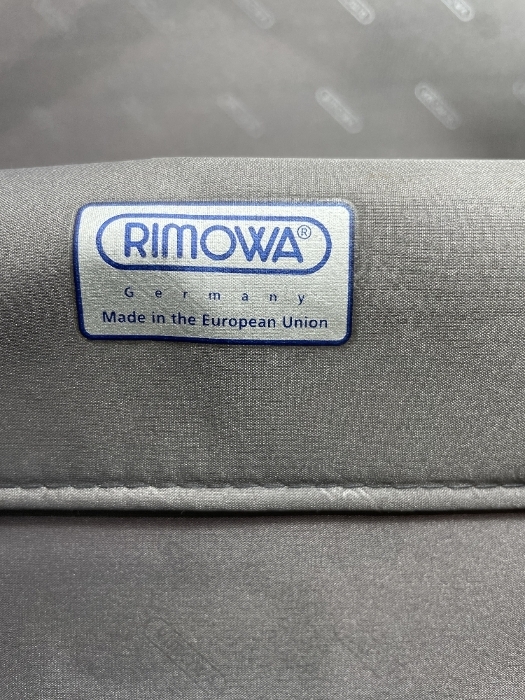 RIMOWA®
Germany
Made in the European Union